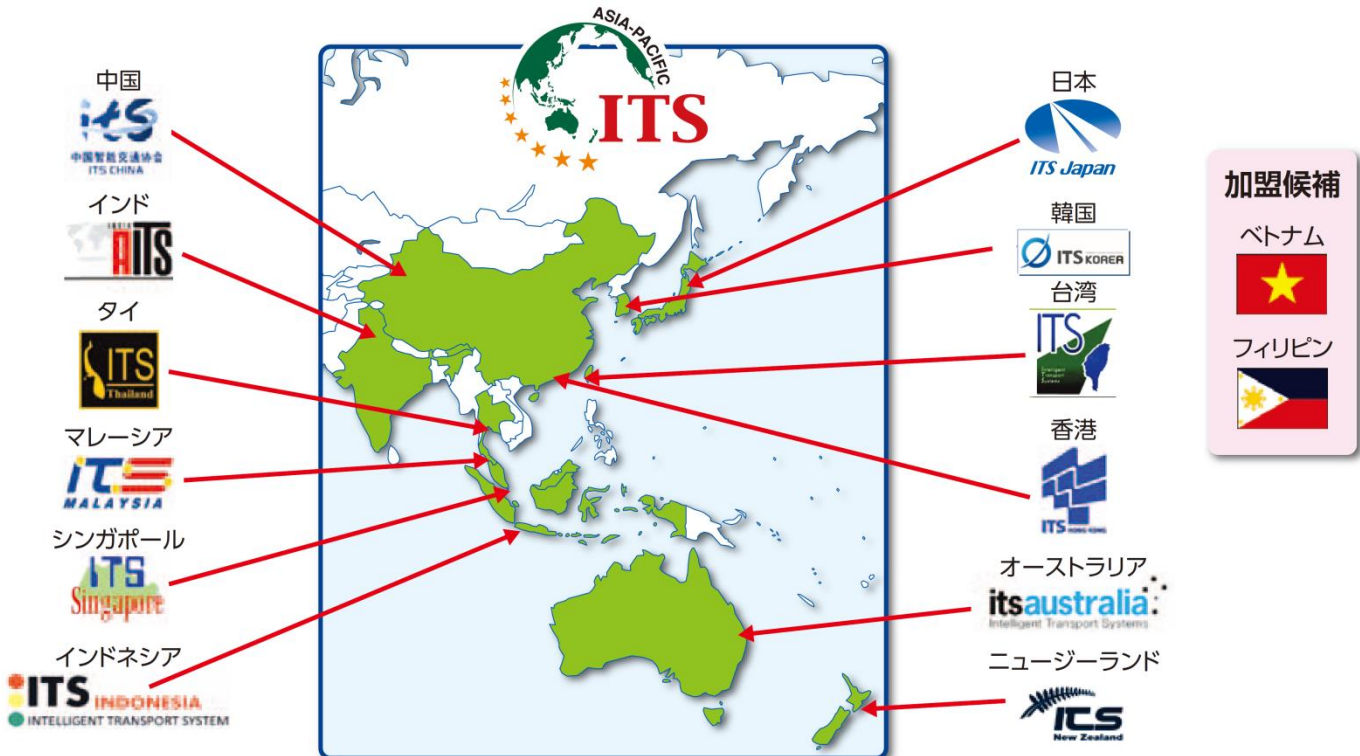 ASIA-PACIFIC
ITS
中国
its
中国智能交通协会
ITS CHINA
インド
INDIA
AITS
タイ
ITS
Thailand
マレーシア
ITS
MALAYSIA
シンガポール
ITS
Singapore
インドネシア
ITS INDONESIA
INTELLIGENT TRANSPORT SYSTEM
日本
ITS Japan
韓国
ITS KOREA
台湾
ITS
Intelligent
Transport
Systems
香港
ITS HONG KONG
オーストラリア
itsaustralia
Intelligent Transport Systems
ニュージーランド
ITS
New Zealand
加盟候補
ベトナム
フィリピン